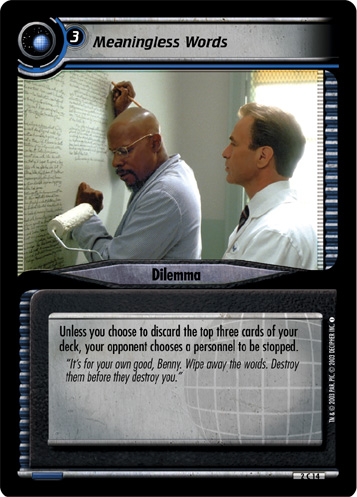 3
Meaningless Words
Dilemma
Unless you choose to discard the top three cards of your
deck, your opponent chooses a personnel to be stopped.
"It's for your own good, Benny. Wipe away the words. Destroy
them before they destroy you."
TM & © 2003 PAR. PIC. © 2003 DECIPHER INC.
2 C 14